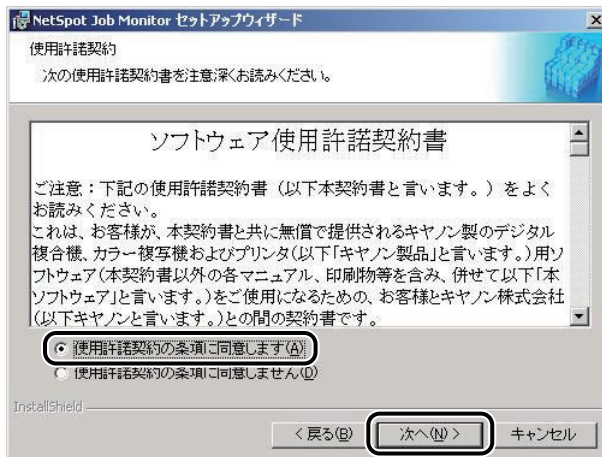 NetSpot Job Monitor セットアップウィザード
使用許諾契約
次の使用許諾契約書を注意深くお読みください。
ソフトウェア使用許諾契約書
ご注意：下記の使用許諾契約書（以下本契約書と言います。）をよく
お読みください。
これは、お客様が、本契約書と共に無償で提供されるキヤノン製のデジタル
複合機、カラー複写機およびプリンタ(以下「キヤノン製品」と言います。)用ソ
フトウェア(本契約書以外の各マニュアル、印刷物等を含み、併せて以下「本
ソフトウェア」と言います。)をご使用になるための、お客様とキヤノン株式会社
(以下キヤノンと言います。)との間の契約書です。
使用許諾契約の条項に同意します(A)
使用許諾契約の条項に同意しません(D)
InstallShield
< 戻る(B)
次へ(N) >
キャンセル